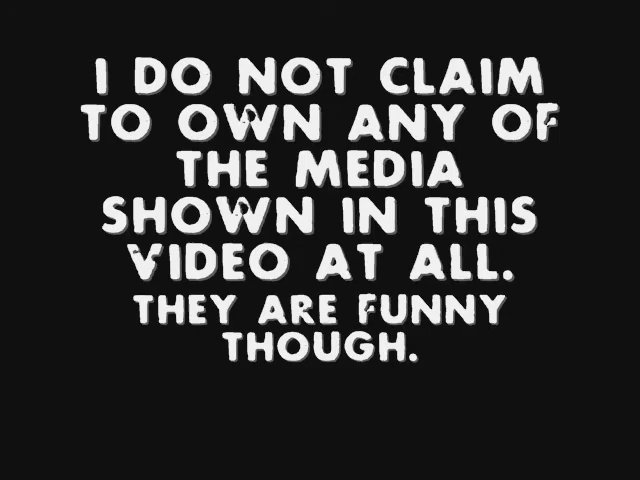 I DO NOT CLAIM
TO OWN ANY OF
THE MEDIA
SHOWN IN THIS
VIDEO AT ALL.
THEY ARE FUNNY
THOUGH.